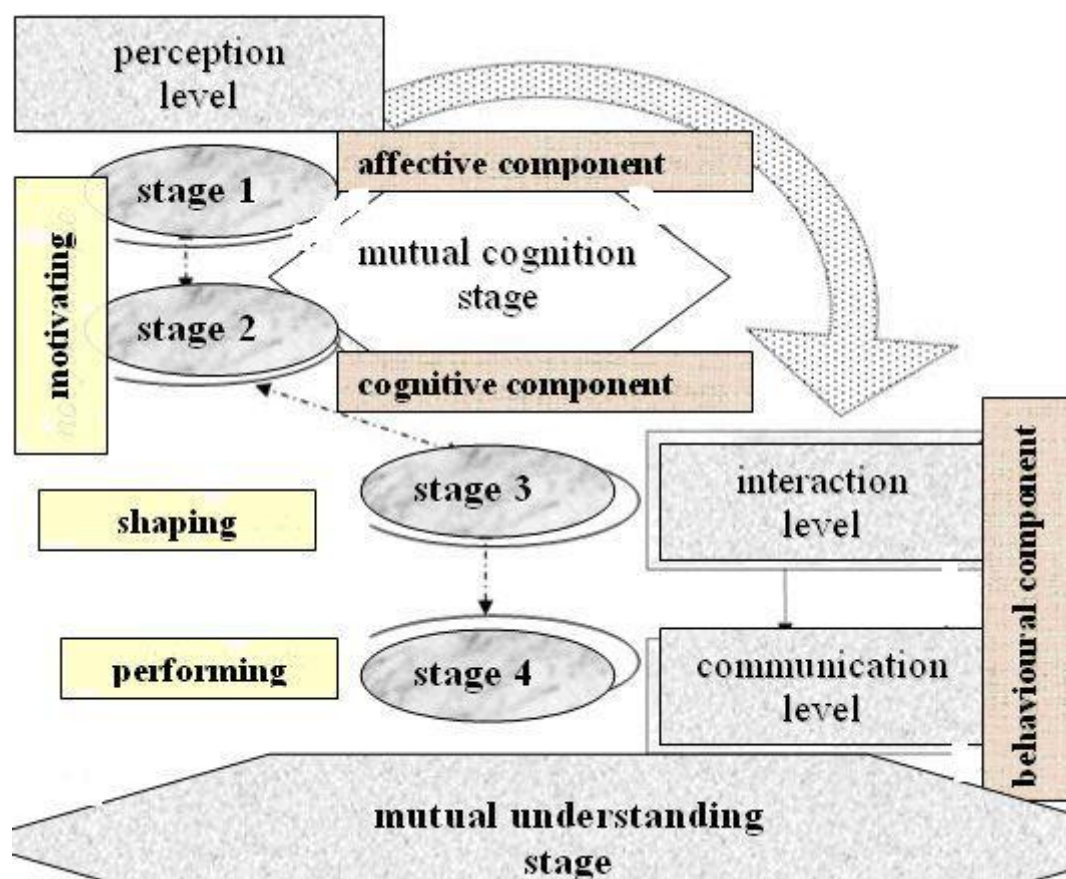 perception
level
affective component
stage 1
mutual cognition
stage
motivating
stage 2
cognitive component
stage 3
interaction
level
shaping
behavioural component
performing
stage 4
communication
level
mutual understanding
stage